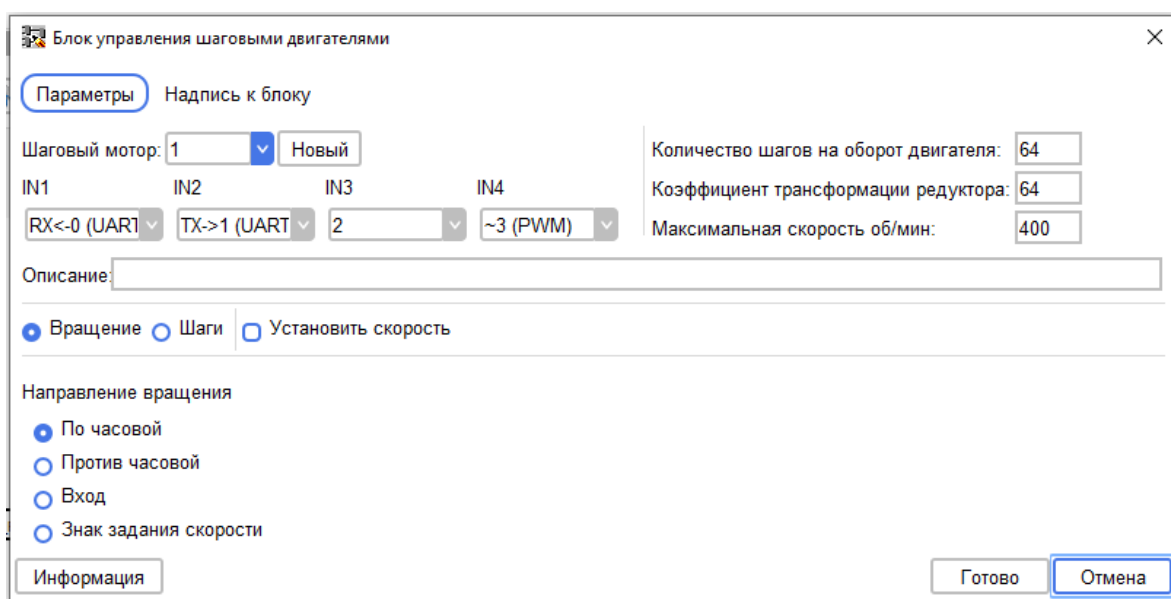 Блок управления шаговыми двигателями
Параметры Надпись к блоку
Шаговый мотор: 1 Новый
Количество шагов на оборот двигателя: 64
IN1 IN2 IN3 IN4
Коэффициент трансформации редуктора: 64
RX<-0 (UART TX->1 (UART 2 ~3 (PWM)
Максимальная скорость об/мин: 400
Описание:
Вращение Шаги Установить скорость
Направление вращения
По часовой
Против часовой
Вход
Знак задания скорости
Информация Готово Отмена